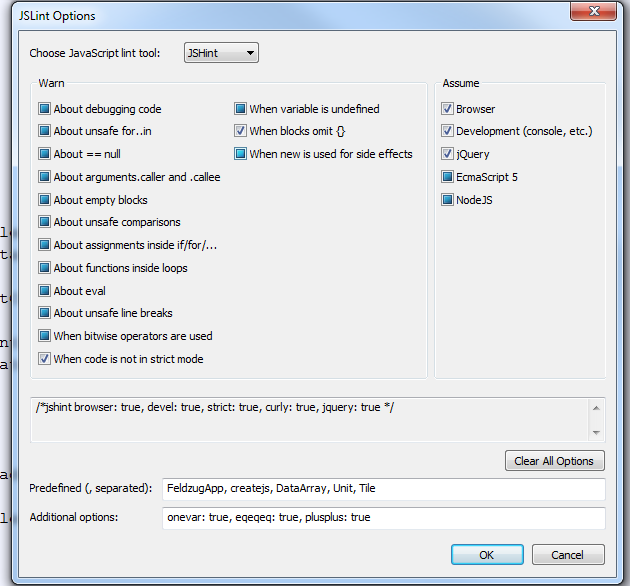 JSLint Options
Choose JavaScript lint tool: JSHint
Warn
About debugging code
About unsafe for..in
About == null
About arguments.caller and .callee
About empty blocks
About unsafe comparisons
About assignments inside if/for/...
About functions inside loops
About eval
About unsafe line breaks
When bitwise operators are used
When code is not in strict mode
When variable is undefined
When blocks omit {}
When new is used for side effects
Assume
Browser
Development (console, etc.)
jQuery
EcmaScript 5
NodeJS
/*jshint browser: true, devel: true, strict: true, curly: true, jquery: true */
Clear All Options
Predefined (, separated): FeldzugApp, createjs, DataArray, Unit, Tile
Additional options: onevar: true, eqeqeq: true, plusplus: true
OK Cancel